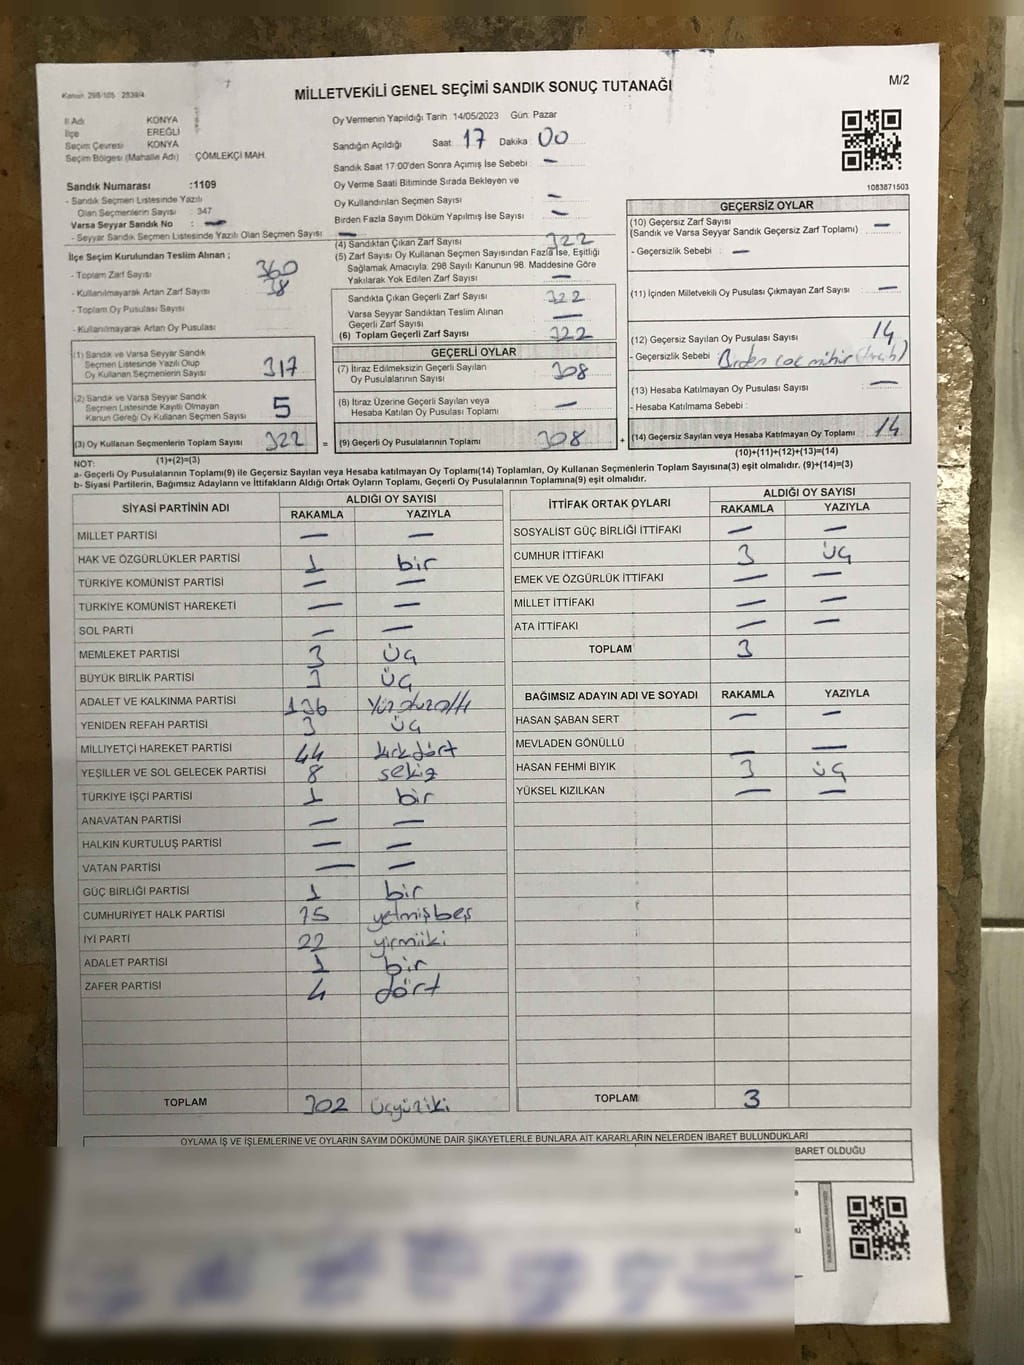 Kanun: 298/105 2839/4
MİLLETVEKİLİ GENEL SEÇİMİ SANDIK SONUÇ TUTANAĞI
M/2
İl Adı KONYA
İlçe EREĞLİ
Seçim Çevresi KONYA
Seçim Bölgesi (Mahalle Adı) : ÇÖMLEKÇİ MAH.
Sandık Numarası :1109
- Sandık Seçmen Listesinde Yazılı
Olan Seçmenlerin Sayısı : 347
Varsa Seyyar Sandık No : —
- Seyyar Sandık Seçmen Listesinde Yazılı Olan Seçmen Sayısı : —
Oy Vermenin Yapıldığı Tarih 14/05/2023 Gün: Pazar
Sandığın Açıldığı Saat 17 Dakika 00
Sandık Saat 17:00'den Sonra Açımış İse Sebebi : —
Oy Verme Saati Bitiminde Sırada Bekleyen ve
Oy Kullandırılan Seçmen Sayısı : —
Birden Fazla Sayım Döküm Yapılmış İse Sayısı : —
1083871503
İlçe Seçim Kurulundan Teslim Alınan ;
- Toplam Zarf Sayısı : 360
- Kullanılmayarak Artan Zarf Sayısı : 38
- Toplam Oy Pusulası Sayısı :
- Kullanılmayarak Artan Oy Pusulası
(1) Sandık ve Varsa Seyyar Sandık
Seçmen Listesinde Yazılı Olup
Oy Kullanan Seçmenlerin Sayısı 317
(2) Sandık ve Varsa Seyyar Sandık
Seçmen Listesinde Kayıtlı Olmayan
Kanun Gereği Oy Kullanan Seçmen Sayısı 5
(3) Oy Kullanan Seçmenlerin Toplam Sayısı 322 =
(1)+(2)=(3)
(4) Sandıktan Çıkan Zarf Sayısı 322
(5) Zarf Sayısı Oy Kullanan Seçmen Sayısından Fazla İse, Eşitliği
Sağlamak Amacıyla: 298 Sayılı Kanunun 98. Maddesine Göre
Yakılarak Yok Edilen Zarf Sayısı : —
Sandıkta Çıkan Geçerli Zarf Sayısı 322
Varsa Seyyar Sandıktan Teslim Alınan
Geçerli Zarf Sayısı : —
(6) Toplam Geçerli Zarf Sayısı : 322
GEÇERLİ OYLAR
(7) İtiraz Edilmeksizin Geçerli Sayılan
Oy Pusulalarının Sayısı 308
(8) İtiraz Üzerine Geçerli Sayılan veya
Hesaba Katılan Oy Pusulası Toplamı —
(9) Geçerli Oy Pusulalarının Toplamı 308 +
GEÇERSİZ OYLAR
(10) Geçersiz Zarf Sayısı : —
(Sandık ve Varsa Seyyar Sandık Geçersiz Zarf Toplamı)
- Geçersizlik Sebebi : —
(11) İçinden Milletvekili Oy Pusulası Çıkmayan Zarf Sayısı : —
(12) Geçersiz Sayılan Oy Pusulası Sayısı : 14
- Geçersizlik Sebebi : Birden çok mühür
(13) Hesaba Katılmayan Oy Pusulası Sayısı : —
- Hesaba Katılmama Sebebi :
(14) Geçersiz Sayılan veya Hesaba Katılmayan Oy Toplamı 14
(10)+(11)+(12)+(13)=(14)
NOT:
a- Geçerli Oy Pusulalarının Toplamı(9) ile Geçersiz Sayılan veya Hesaba katılmayan Oy Toplamı(14) Toplamları, Oy Kullanan Seçmenlerin Toplam Sayısına(3) eşit olmalıdır. (9)+(14)=(3)
b- Siyasi Partilerin, Bağımsız Adayların ve İttifakların Aldığı Ortak Oyların Toplamı, Geçerli Oy Pusulalarının Toplamına(9) eşit olmalıdır.
SİYASİ PARTİNİN ADI ALDIĞI OY SAYISI
RAKAMLA YAZIYLA
MİLLET PARTİSİ — —
HAK VE ÖZGÜRLÜKLER PARTİSİ 1 bir
TÜRKİYE KOMÜNİST PARTİSİ — —
TÜRKİYE KOMÜNİST HAREKETİ — —
SOL PARTİ — —
MEMLEKET PARTİSİ 3 üç
BÜYÜK BİRLİK PARTİSİ 3 üç
ADALET VE KALKINMA PARTİSİ 136 Yüzotuzaltı
YENİDEN REFAH PARTİSİ 3 üç
MİLLİYETÇİ HAREKET PARTİSİ 44 kırkdört
YEŞİLLER VE SOL GELECEK PARTİSİ 8 sekiz
TÜRKİYE İŞÇİ PARTİSİ 1 bir
ANAVATAN PARTİSİ — —
HALKIN KURTULUŞ PARTİSİ — —
VATAN PARTİSİ — —
GÜÇ BİRLİĞİ PARTİSİ 1 bir
CUMHURİYET HALK PARTİSİ 75 yetmişbeş
İYİ PARTİ 22 yirmiiki
ADALET PARTİSİ 1 bir
ZAFER PARTİSİ 4 dört
TOPLAM 302 üçyüziki
İTTİFAK ORTAK OYLARI ALDIĞI OY SAYISI
RAKAMLA YAZIYLA
SOSYALİST GÜÇ BİRLİĞİ İTTİFAKI — —
CUMHUR İTTİFAKI 3 üç
EMEK VE ÖZGÜRLÜK İTTİFAKI — —
MİLLET İTTİFAKI — —
ATA İTTİFAKI — —
TOPLAM 3
BAĞIMSIZ ADAYIN ADI VE SOYADI RAKAMLA YAZIYLA
HASAN ŞABAN SERT — —
MEVLADEN GÖNÜLLÜ — —
HASAN FEHMİ BIYIK 3 üç
YÜKSEL KIZILKAN — —
TOPLAM 3
OYLAMA İŞ VE İŞLEMLERİNE VE OYLARIN SAYIM DÖKÜMÜNE DAİR ŞİKAYETLERLE BUNLARA AİT KARARLARIN NELERDEN İBARET BULUNDUKLARI
BARET OLDUĞU